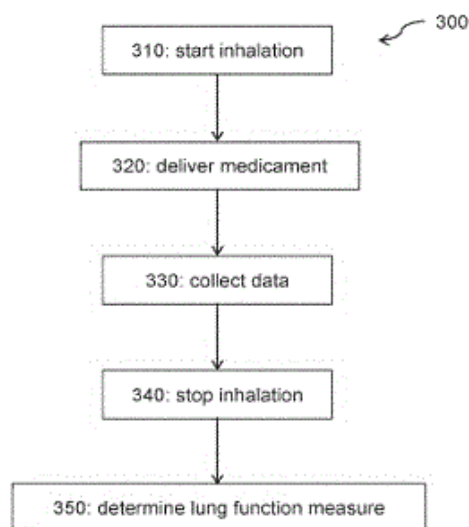 300
310: start inhalation
320: deliver medicament
330: collect data
340: stop inhalation
350: determine lung function measure